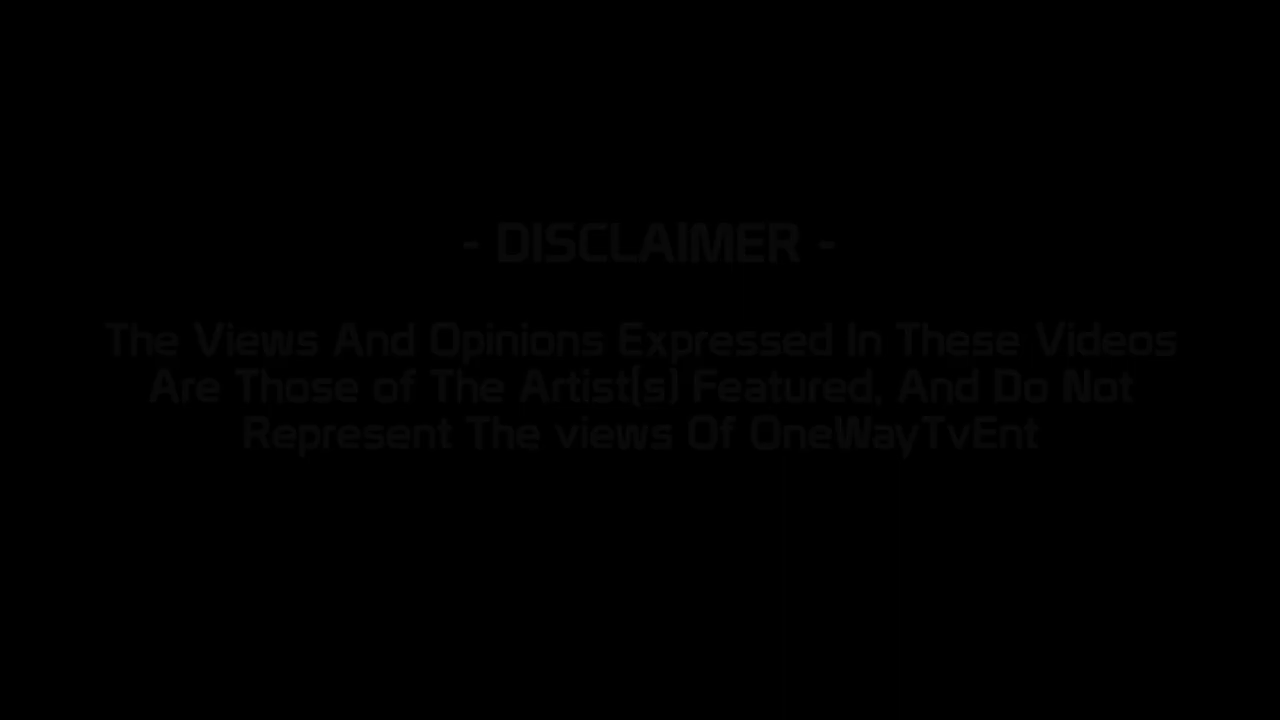 - DISCLAIMER -
The Views And Opinions Expressed In These Videos
Are Those of The Artist(s) Featured, And Do Not
Represent The views Of OneWayTvEnt